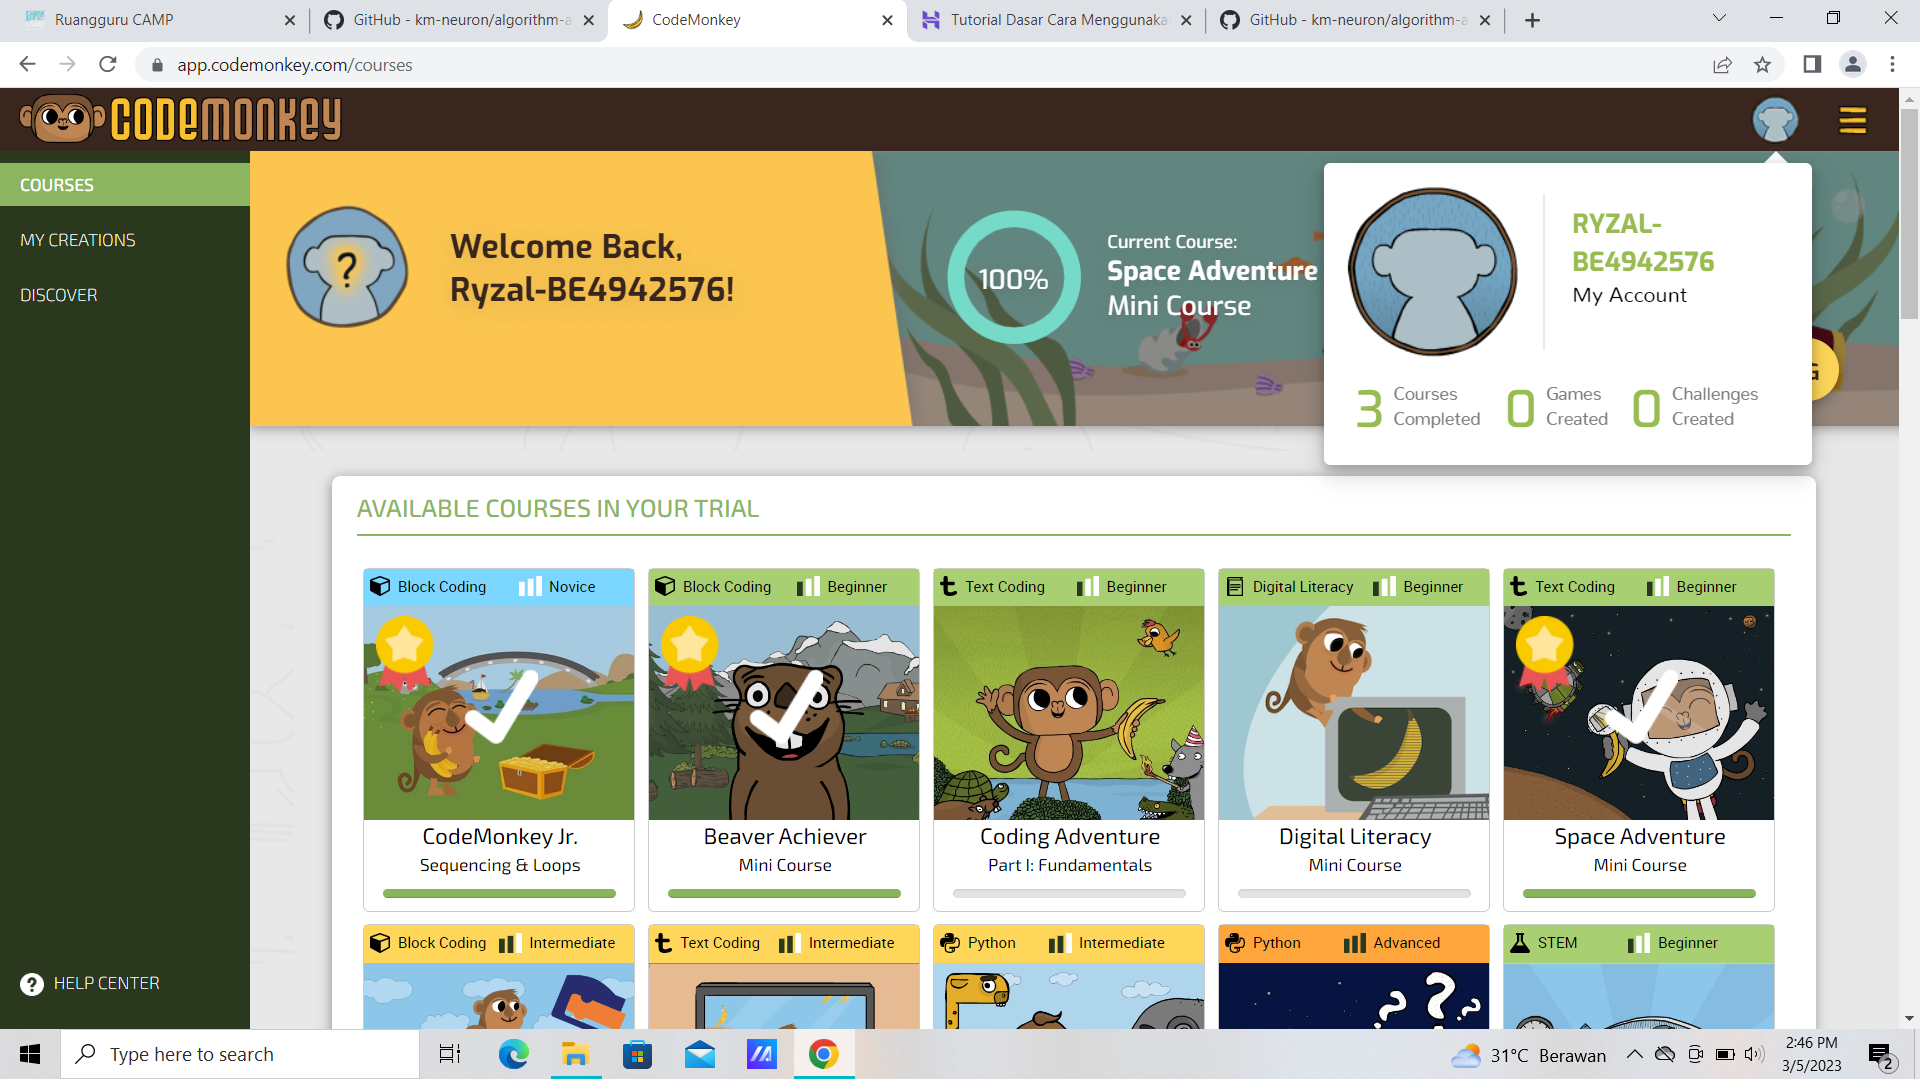 Ruangguru CAMP
GitHub - km-neuron/algorithm-a
CodeMonkey
Tutorial Dasar Cara Menggunaka
GitHub - km-neuron/algorithm-a
app.codemonkey.com/courses
CODEMONKEY
COURSES
MY CREATIONS
DISCOVER
HELP CENTER
Welcome Back,
Ryzal-BE4942576!
100%
Current Course:
Space Adventure
Mini Course
RYZAL-
BE4942576
My Account
3 Courses Completed
0 Games Created
0 Challenges Created
AVAILABLE COURSES IN YOUR TRIAL
Block Coding Novice
CodeMonkey Jr.
Sequencing & Loops
Block Coding Beginner
Beaver Achiever
Mini Course
Text Coding Beginner
Coding Adventure
Part I: Fundamentals
Digital Literacy Beginner
Digital Literacy
Mini Course
Text Coding Beginner
Space Adventure
Mini Course
Block Coding Intermediate
Text Coding Intermediate
Python Intermediate
Python Advanced
STEM Beginner
Type here to search
31°C Berawan
2:46 PM
3/5/2023
2